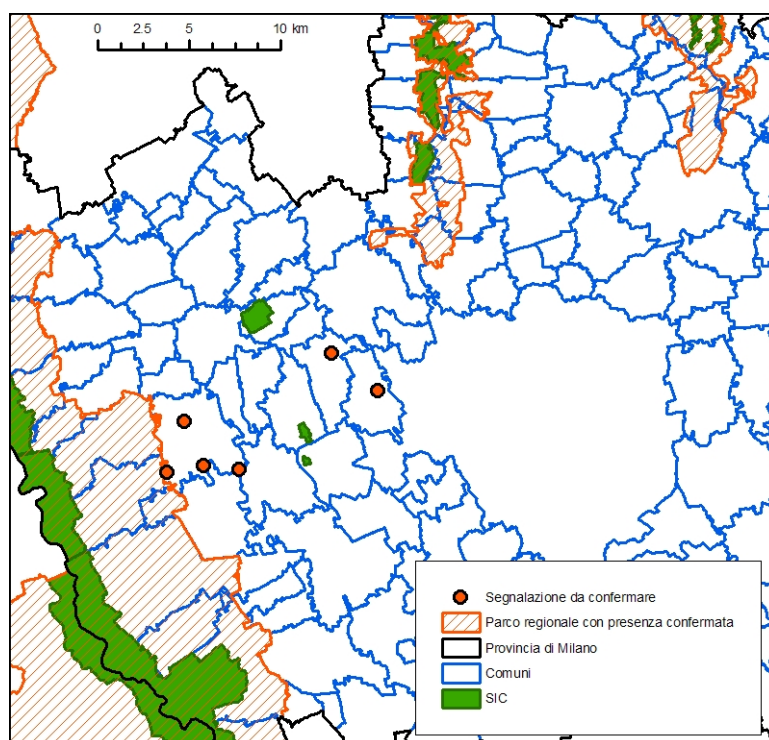 0 2.5 5 10 km
Segnalazione da confermare
Parco regionale con presenza confermata
Provincia di Milano
Comuni
SIC